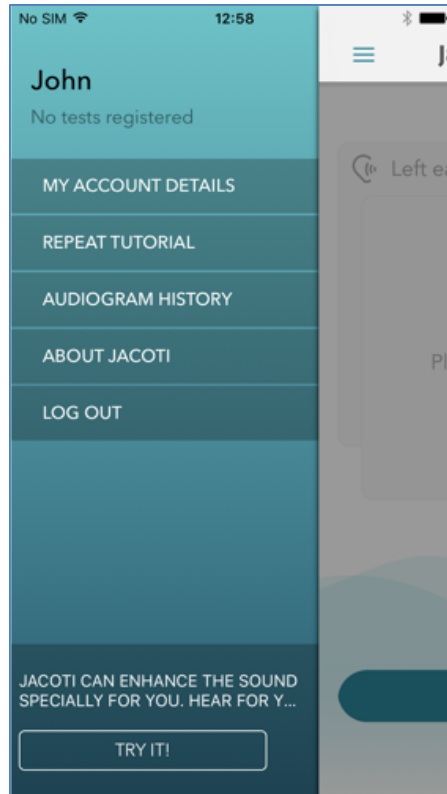 No SIM 12:58
John
No tests registered
MY ACCOUNT DETAILS
REPEAT TUTORIAL
AUDIOGRAM HISTORY
ABOUT JACOTI
LOG OUT
JACOTI CAN ENHANCE THE SOUND
SPECIALLY FOR YOU. HEAR FOR Y...
TRY IT!
Left